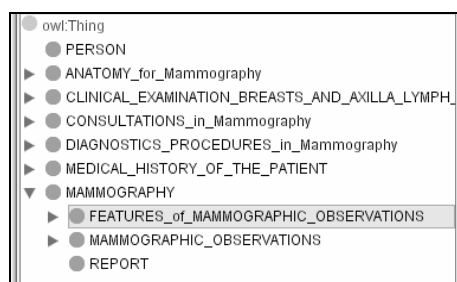 owl:Thing
PERSON
ANATOMY_for_Mammography
CLINICAL_EXAMINATION_BREASTS_AND_AXILLA_LYMPH_
CONSULTATIONS_in_Mammography
DIAGNOSTICS_PROCEDURES_in_Mammography
MEDICAL_HISTORY_OF_THE_PATIENT
MAMMOGRAPHY
FEATURES_of_MAMMOGRAPHIC_OBSERVATIONS
MAMMOGRAPHIC_OBSERVATIONS
REPORT